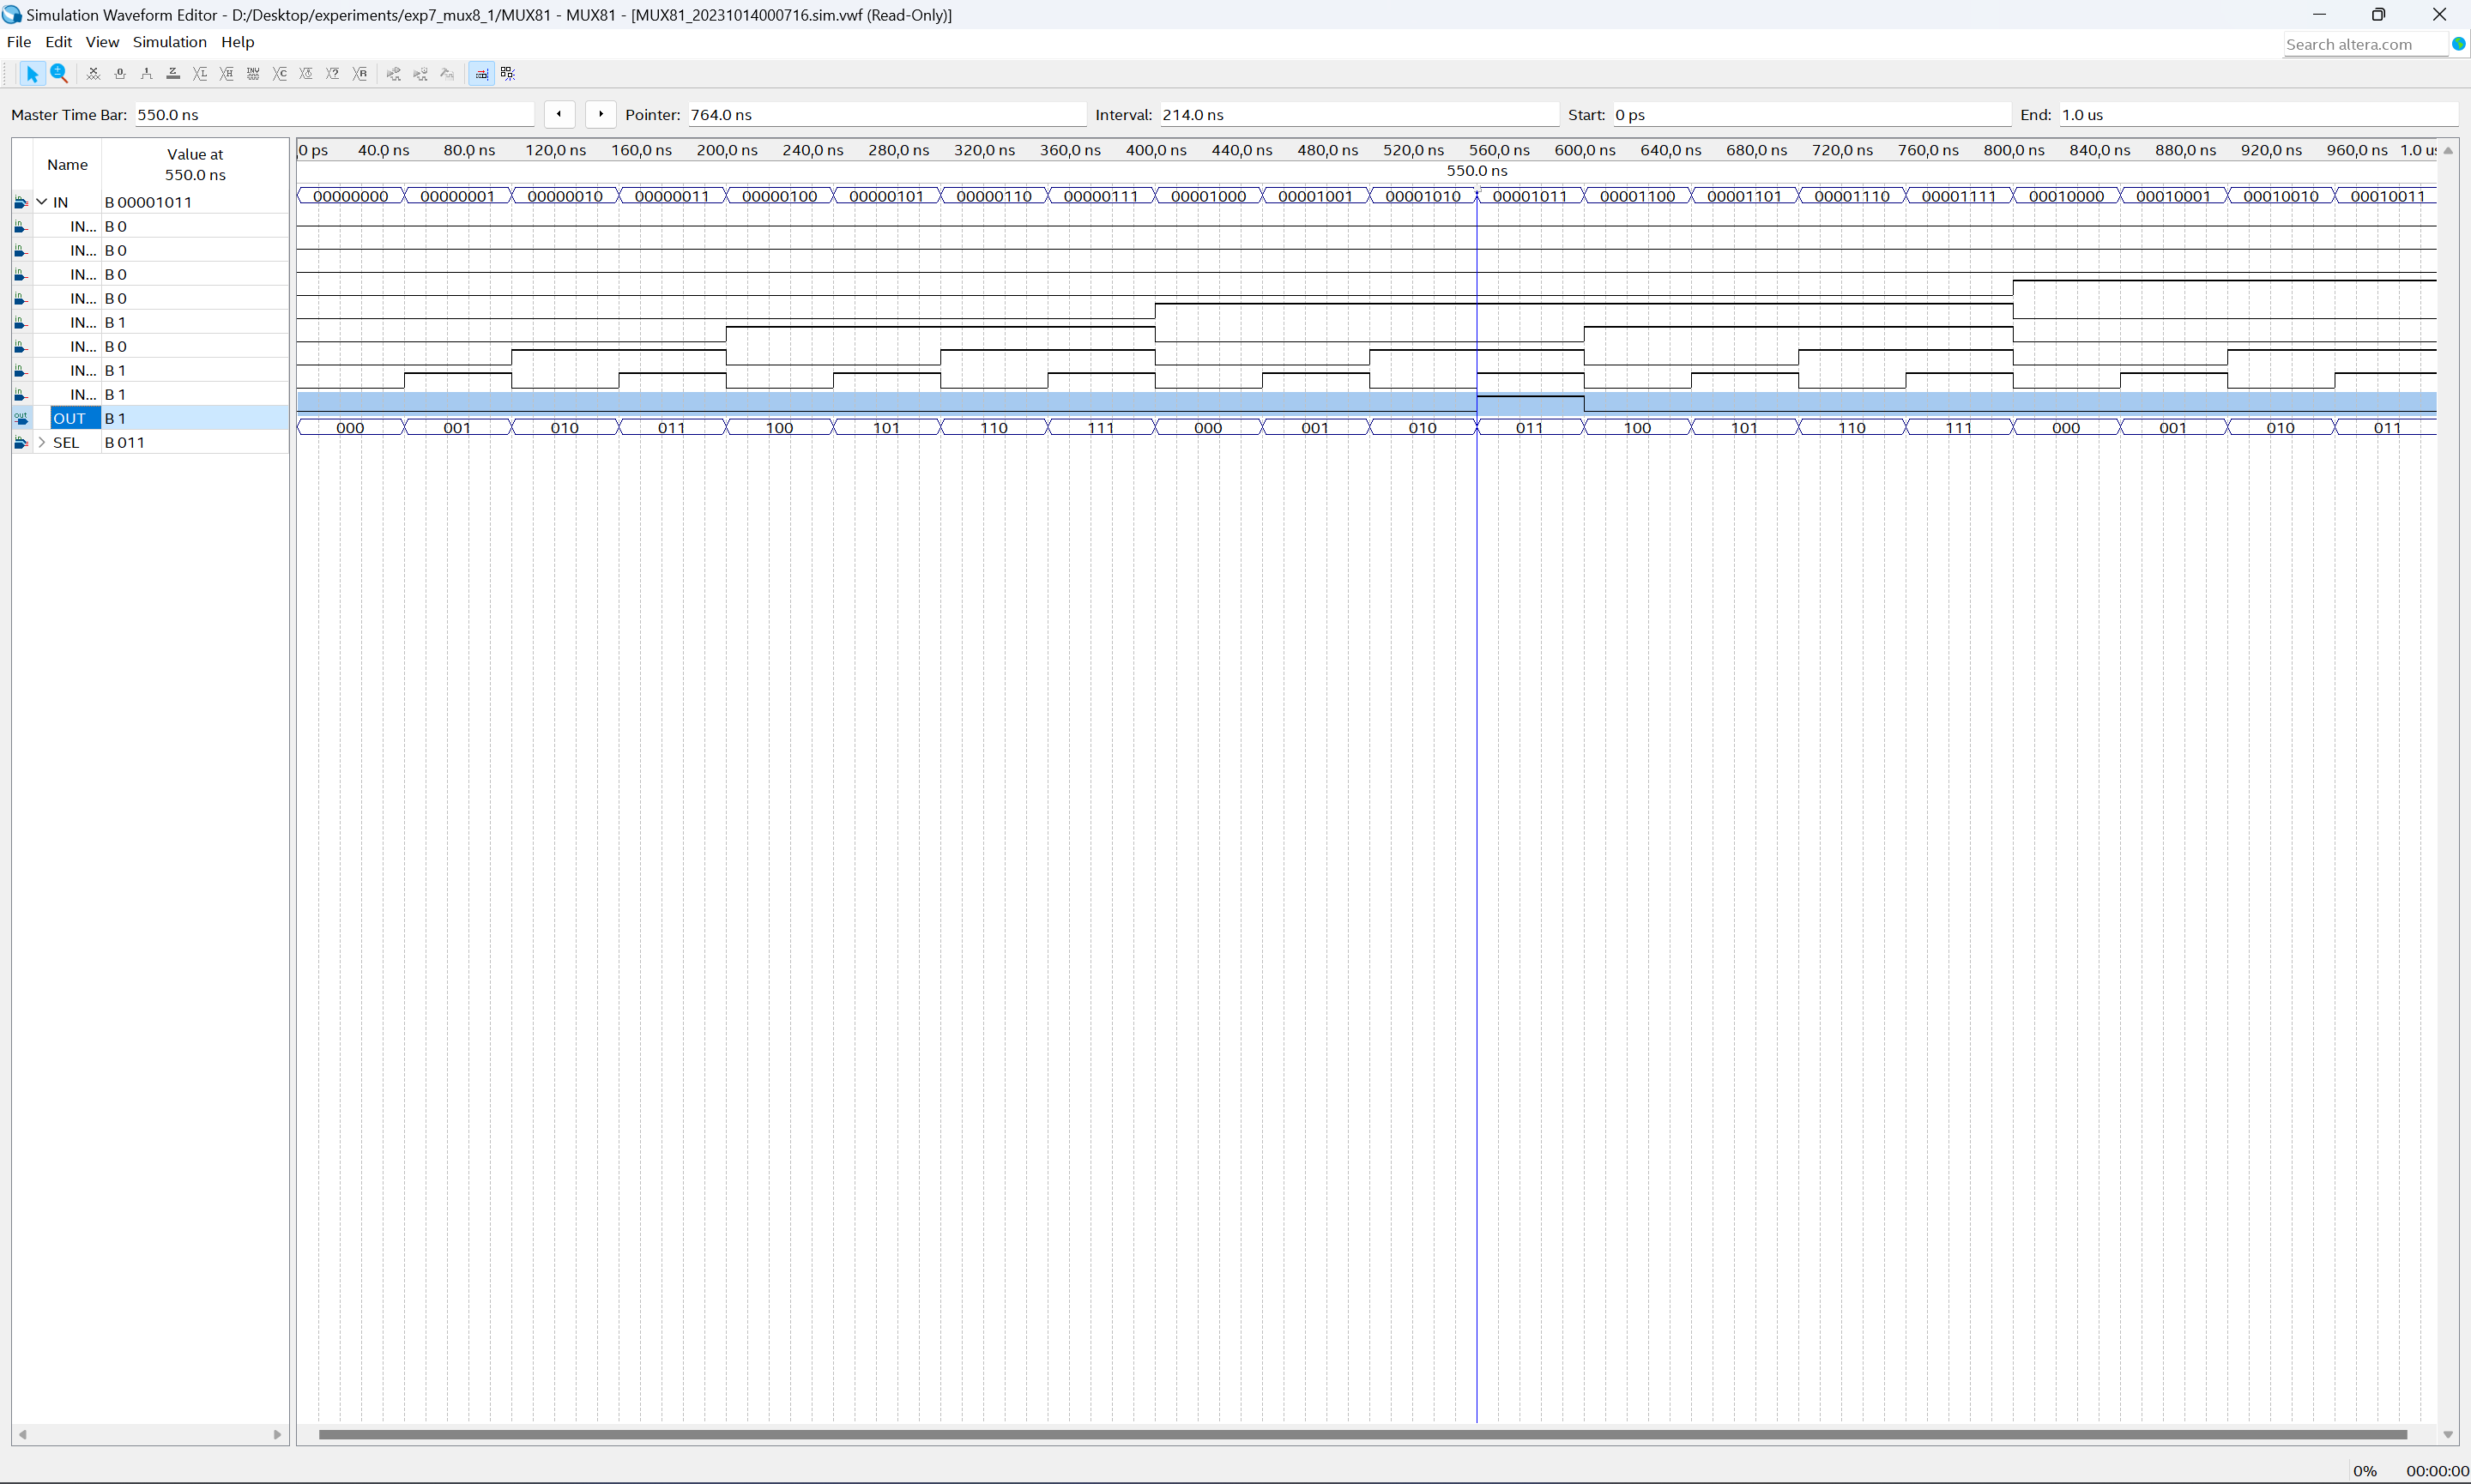 Simulation Waveform Editor - D:/Desktop/experiments/exp7_mux8_1/MUX81 - MUX81 - [MUX81_20231014000716.sim.vwf (Read-Only)]
File Edit View Simulation Help
Search altera.com
Master Time Bar: 550.0 ns Pointer: 764.0 ns Interval: 214.0 ns Start: 0 ps End: 1.0 us
Name Value at 550.0 ns
0 ps 40.0 ns 80.0 ns 120.0 ns 160.0 ns 200.0 ns 240.0 ns 280.0 ns 320.0 ns 360.0 ns 400.0 ns 440.0 ns 480.0 ns 520.0 ns 560.0 ns 600.0 ns 640.0 ns 680.0 ns 720.0 ns 760.0 ns 800.0 ns 840.0 ns 880.0 ns 920.0 ns 960.0 ns 1.0 us
550.0 ns
IN B 00001011 00000000 00000001 00000010 00000011 00000100 00000101 00000110 00000111 00001000 00001001 00001010 00001011 00001100 00001101 00001110 00001111 00010000 00010001 00010010 00010011
IN... B 0
IN... B 0
IN... B 0
IN... B 0
IN... B 1
IN... B 0
IN... B 1
IN... B 1
OUT B 1
SEL B 011 000 001 010 011 100 101 110 111 000 001 010 011 100 101 110 111 000 001 010 011
0% 00:00:00